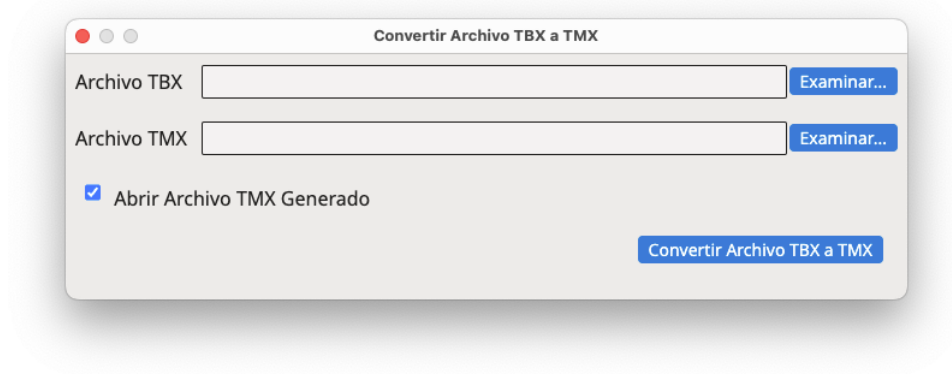 Convertir Archivo TBX a TMX
Archivo TBX Examinar...
Archivo TMX Examinar...
Abrir Archivo TMX Generado
Convertir Archivo TBX a TMX